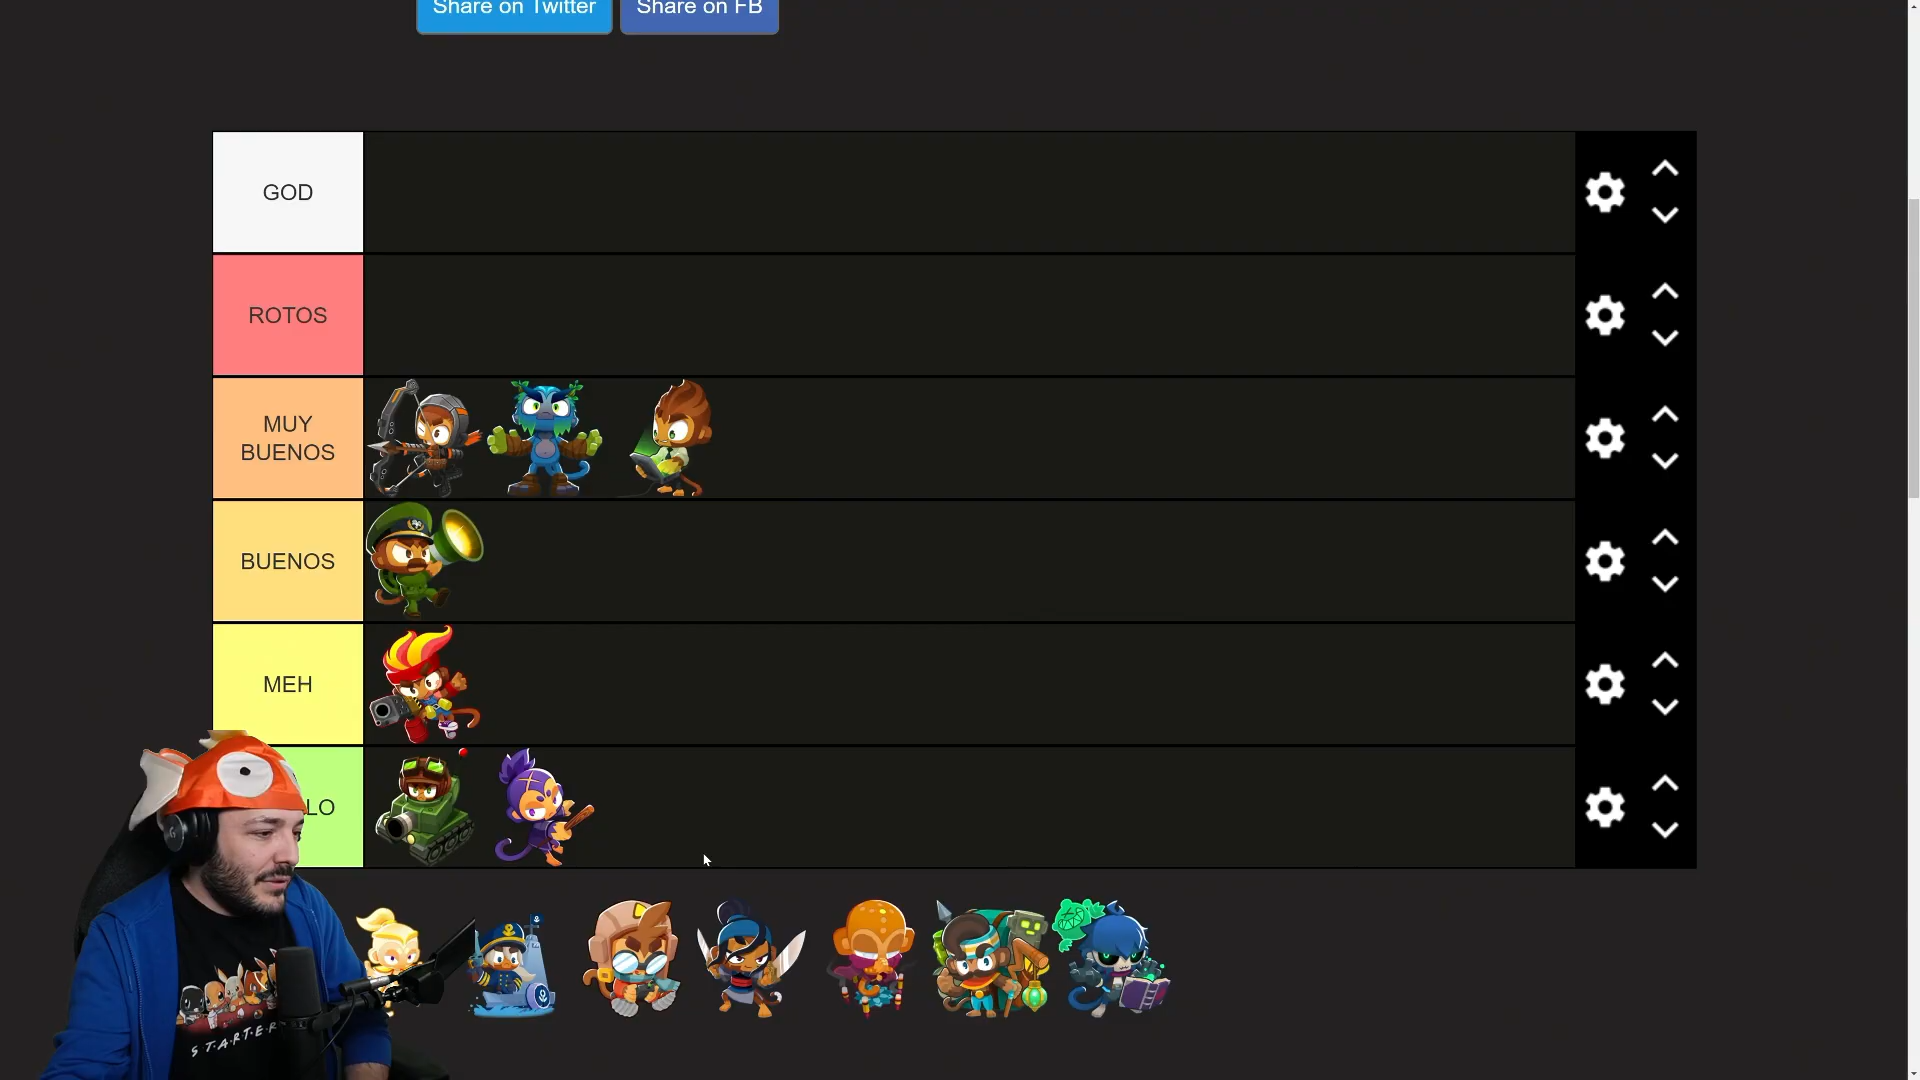 Share on Twitter
Share on FB
GOD
ROTOS
MUY
BUENOS
BUENOS
MEH
LO
S·T·A·R·T·E·R